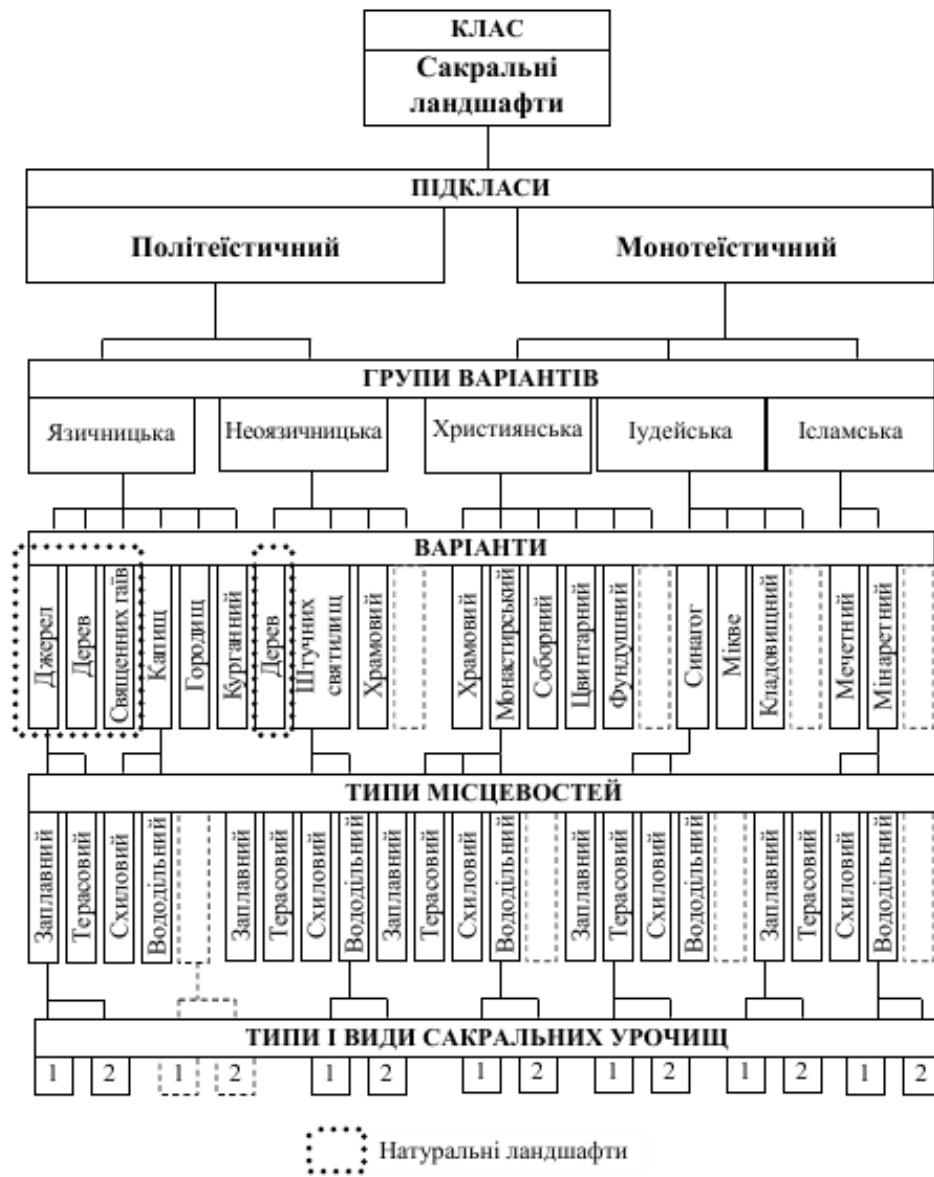 КЛАС
Сакральні
ландшафти
ПІДКЛАСИ
Політеїстичний
Монотеїстичний
ГРУПИ ВАРІАНТІВ
Язичницька
Неоязичницька
Християнська
Іудейська
Ісламська
ВАРІАНТИ
Джерел
Дерев
Священних гаїв
Капищ
Городищ
Курганний
Дерев
Штучних
святилищ
Храмовий
Храмовий
Монастирський
Соборний
Цвинтарний
Фундушний
Синагог
Мікве
Кладовищний
Мечетний
Мінаретний
ТИПИ МІСЦЕВОСТЕЙ
Заплавний
Терасовий
Схиловий
Вододільний
Заплавний
Терасовий
Схиловий
Вододільний
Заплавний
Терасовий
Схиловий
Вододільний
Заплавний
Терасовий
Схиловий
Вододільний
Заплавний
Терасовий
Схиловий
Вододільний
ТИПИ І ВИДИ САКРАЛЬНИХ УРОЧИЩ
1 2 1 2 1 2 1 2 1 2 1 2 1 2
Натуральні ландшафти